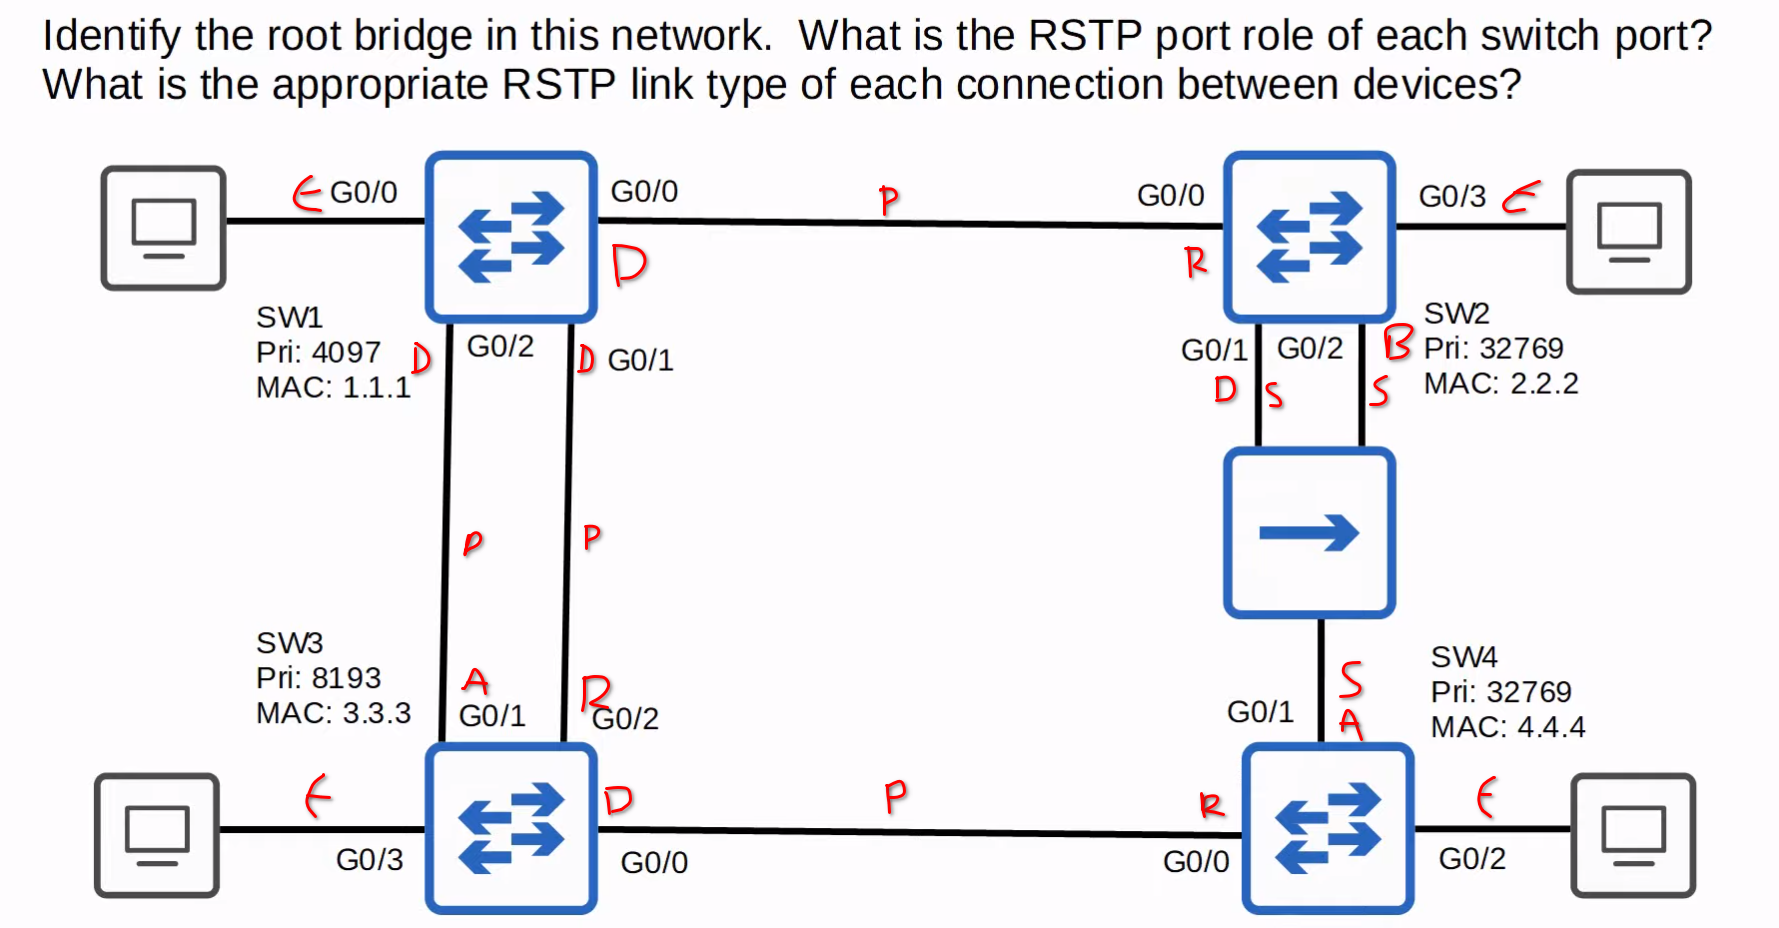 Identify the root bridge in this network.  What is the RSTP port role of each switch port?
What is the appropriate RSTP link type of each connection between devices?
E G0/0
G0/0
P
G0/0
G0/3 E
D
R
SW1
Pri: 4097
MAC: 1.1.1
D
G0/2
D G0/1
G0/1
G0/2
D S
B
S
SW2
Pri: 32769
MAC: 2.2.2
P
P
SW3
Pri: 8193
MAC: 3.3.3
A
G0/1
R
G0/2
S
G0/1
A
SW4
Pri: 32769
MAC: 4.4.4
E
G0/3
D
G0/0
P
R
G0/0
E
G0/2